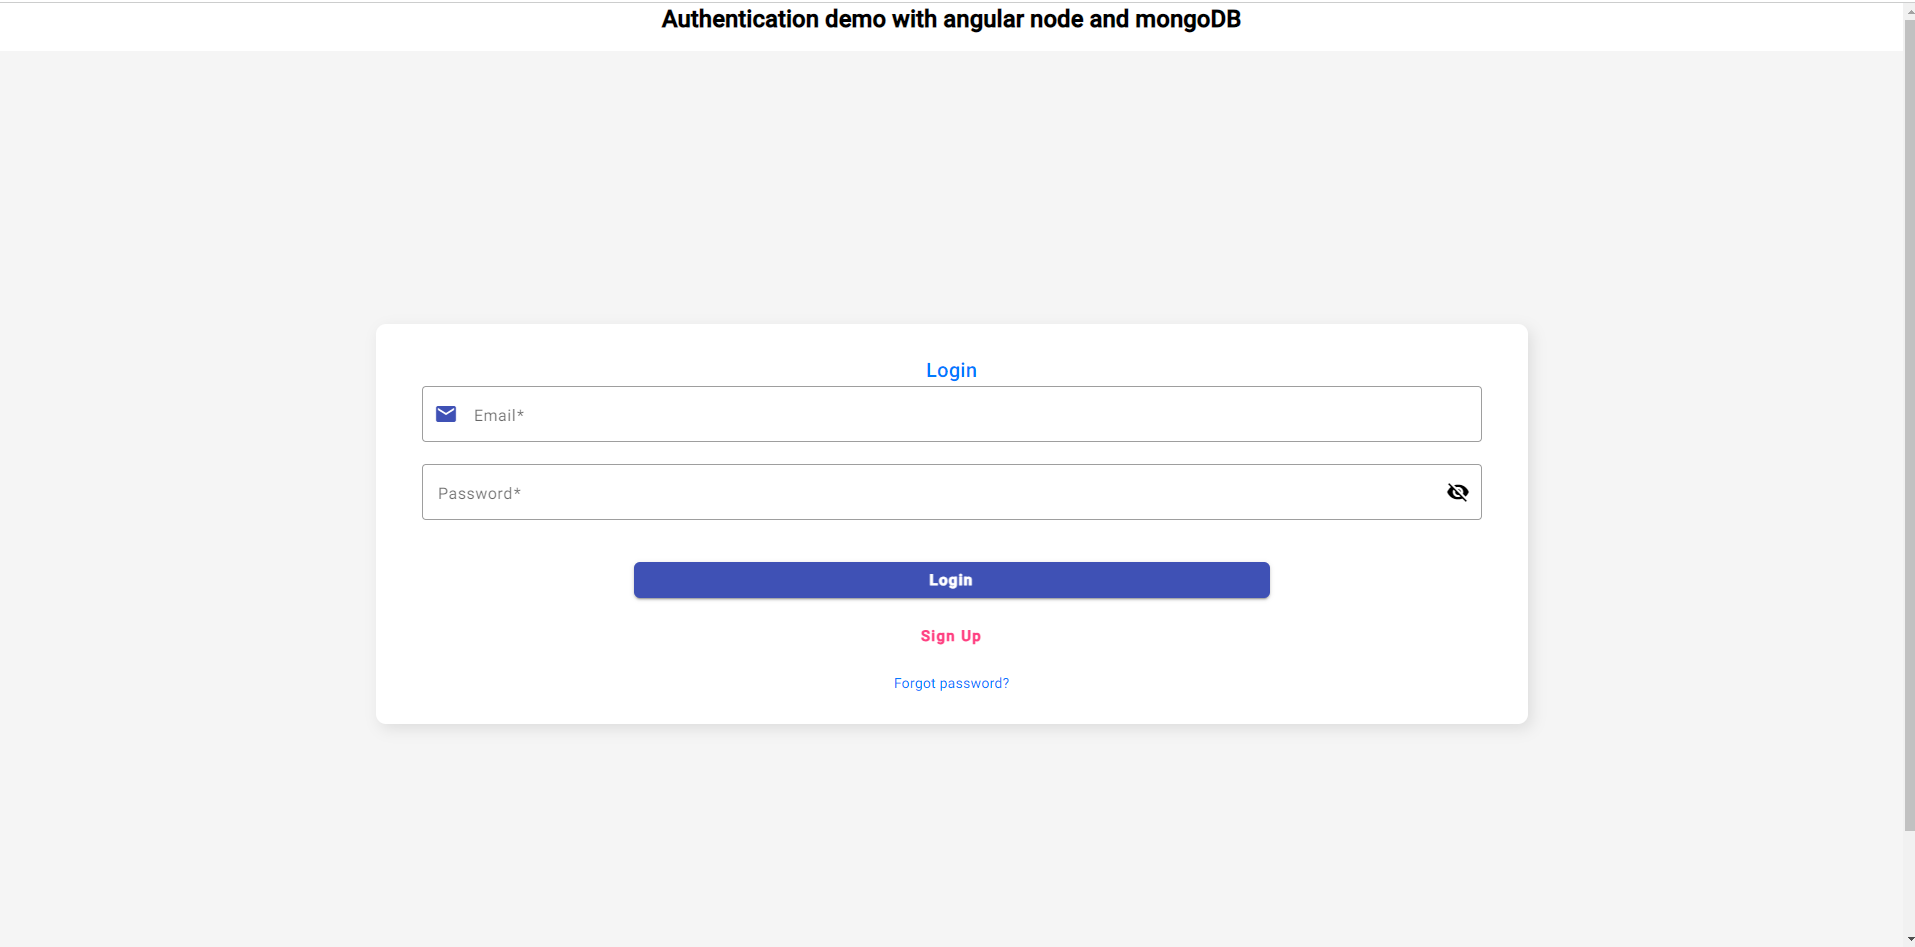 Authentication demo with angular node and mongoDB
Login
Email*
Password*
Login
Sign Up
Forgot password?